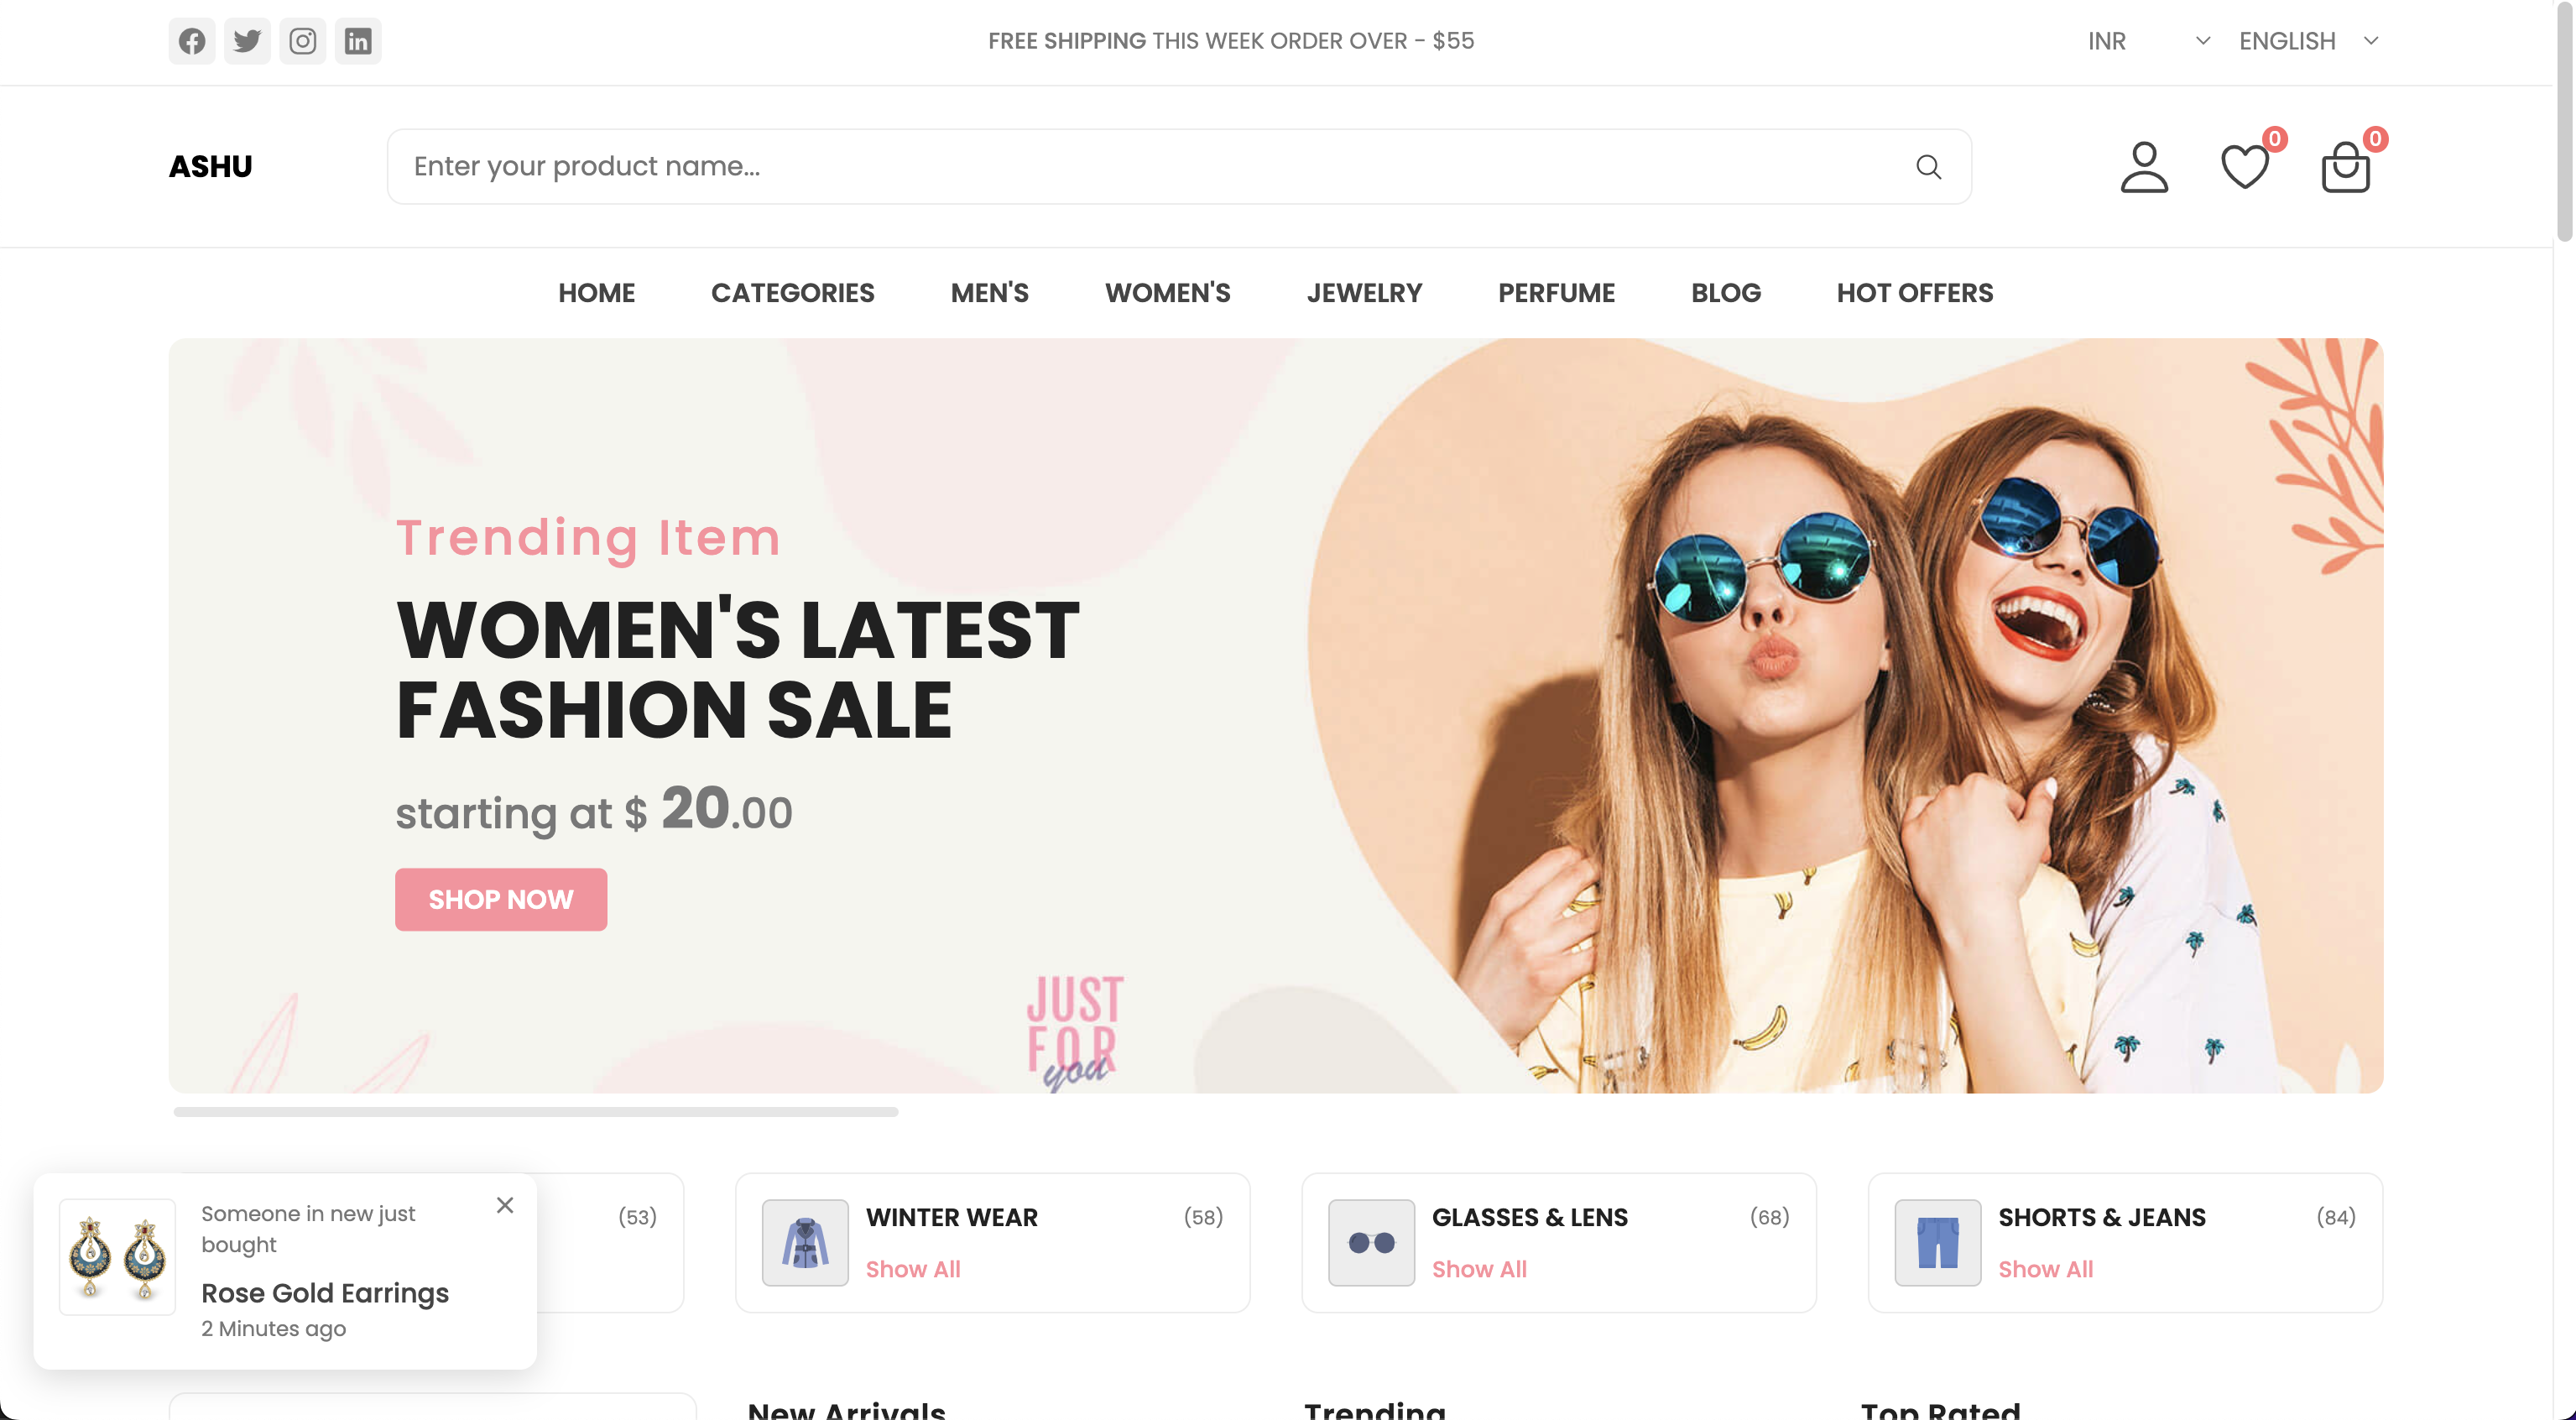 FREE SHIPPING THIS WEEK ORDER OVER - $55
INR
ENGLISH
ASHU
Enter your product name...
0
0
HOME
CATEGORIES
MEN'S
WOMEN'S
JEWELRY
PERFUME
BLOG
HOT OFFERS
Trending Item
WOMEN'S LATEST
FASHION SALE
starting at $ 20.00
SHOP NOW
JUST
FOR
you
Someone in new just
bought
Rose Gold Earrings
2 Minutes ago
(53)
WINTER WEAR
(58)
Show All
GLASSES & LENS
(68)
Show All
SHORTS & JEANS
(84)
Show All
New Arrivals
Trending
Top Rated